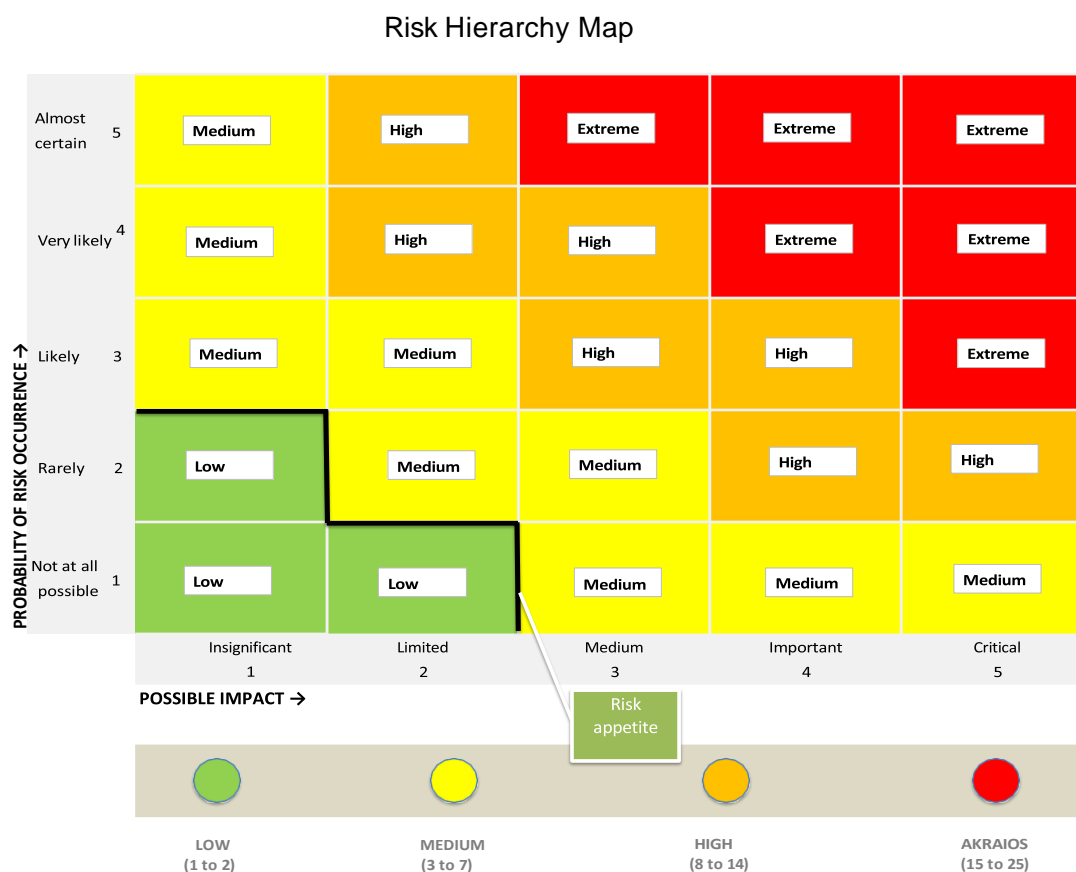 Risk Hierarchy Map
Almost
certain
5
Medium
High
Extreme
Extreme
Extreme
Very likely
4
Medium
High
High
Extreme
Extreme
Likely
3
Medium
Medium
High
High
Extreme
Rarely
2
Low
Medium
Medium
High
High
Not at all
possible
1
Low
Low
Medium
Medium
Medium
PROBABILITY OF RISK OCCURRENCE →
Insignificant
1
Limited
2
Medium
3
Important
4
Critical
5
POSSIBLE IMPACT →
Risk
appetite
LOW
(1 to 2)
MEDIUM
(3 to 7)
HIGH
(8 to 14)
AKRAIOS
(15 to 25)